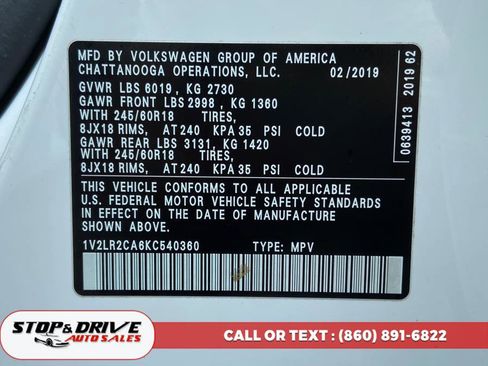 MFD BY VOLKSWAGEN GROUP OF AMERICA
CHATTANOOGA OPERATIONS, LLC. 02/2019
GVWR LBS 6019, KG 2730
GAWR FRONT LBS 2998, KG 1360
WITH 245/60R18 TIRES,
8JX18 RIMS, AT 240 KPA 35 PSI COLD
GAWR REAR LBS 3131, KG 1420
WITH 245/60R18 TIRES,
8JX18 RIMS, AT 240 KPA 35 PSI COLD
THIS VEHICLE CONFORMS TO ALL APPLICABLE
U.S. FEDERAL MOTOR VEHICLE SAFETY STANDARDS
IN EFFECT ON THE DATE OF MANUFACTURE
SHOWN ABOVE.
1V2LR2CA6KC540360 TYPE: MPV
0639413 2019 62
STOP & DRIVE
AUTO SALES
CALL OR TEXT : (860) 891-6822